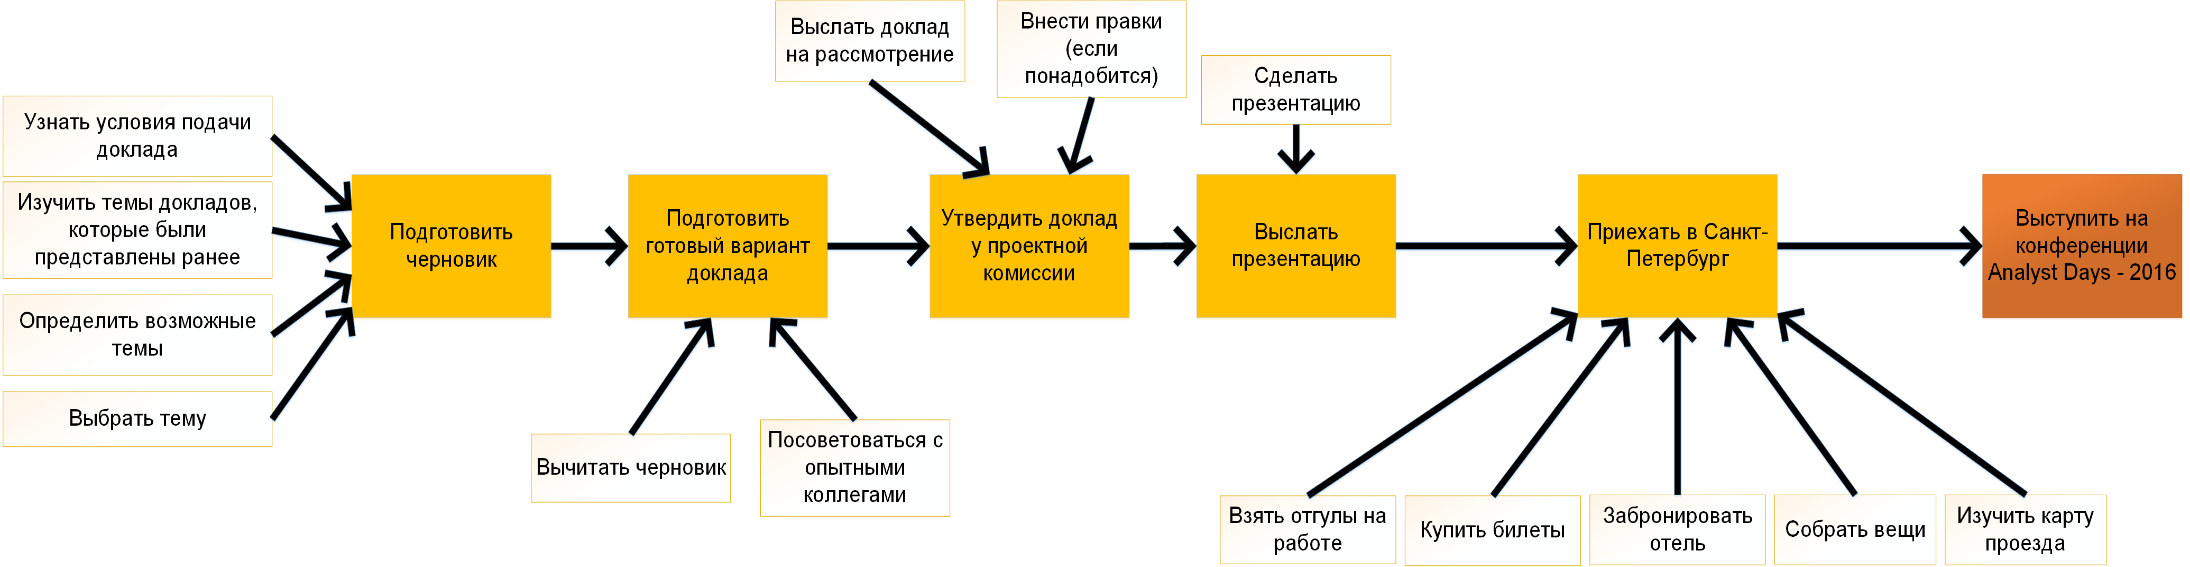 Выслать доклад
на рассмотрение
Внести правки
(если
понадобится)
Сделать
презентацию
Узнать условия подачи
доклада
Изучить темы докладов,
которые были
представлены ранее
Определить возможные
темы
Выбрать тему
Подготовить
черновик
Подготовить
готовый вариант
доклада
Утвердить доклад
у проектной
комиссии
Выслать
презентацию
Приехать в Санкт-
Петербург
Выступить на
конференции
Analyst Days - 2016
Вычитать черновик
Посоветоваться с
опытными
коллегами
Взять отгулы на
работе
Купить билеты
Забронировать
отель
Собрать вещи
Изучить карту
проезда